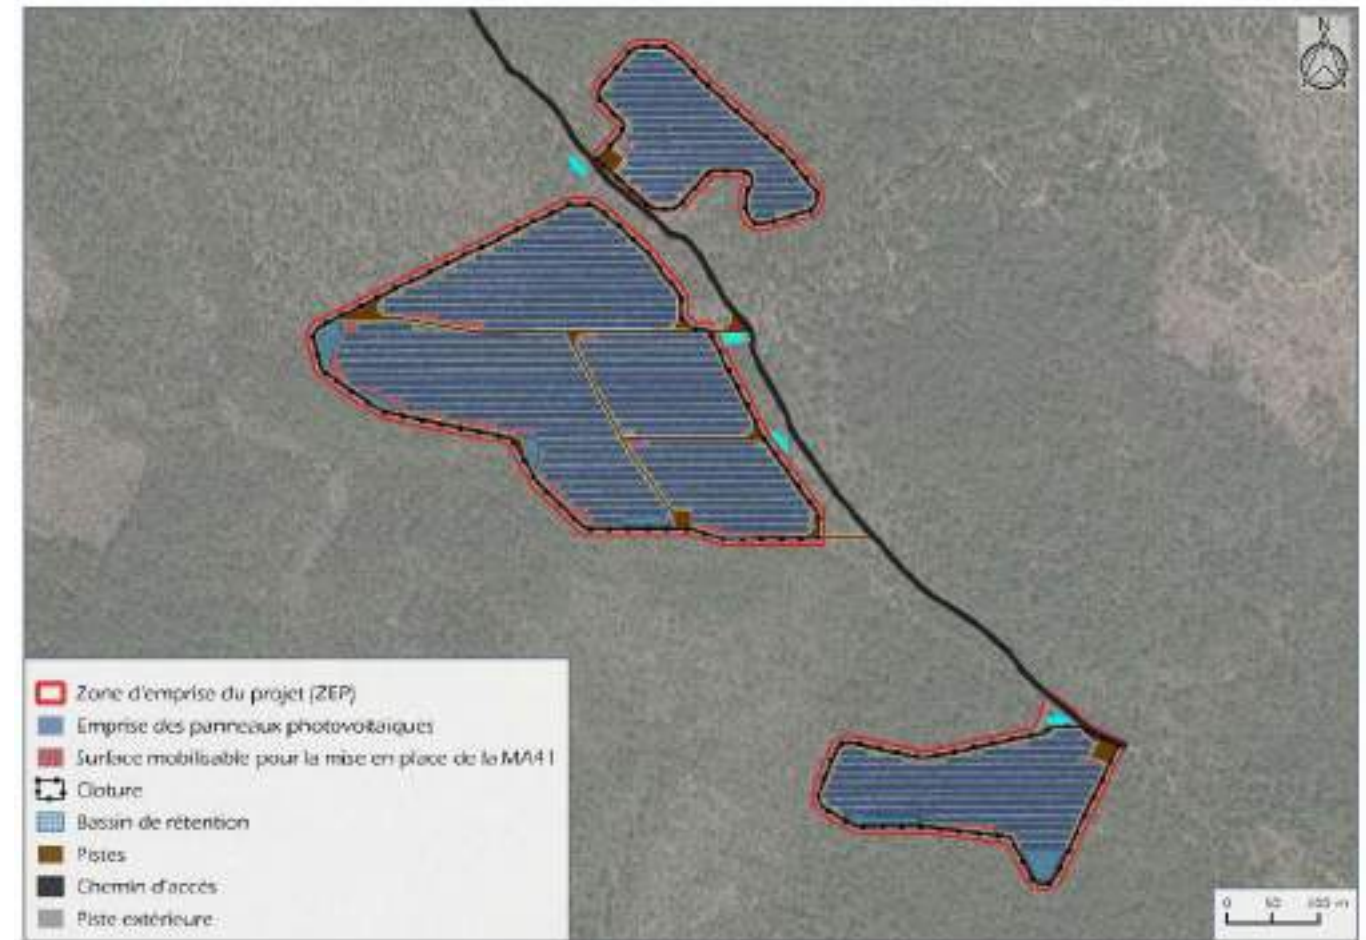 N
Zone d'emprise du projet (ZEP)
Emprise des panneaux photovoltaïques
Surface mobilisable pour la mise en place de la MA41
Cloture
Bassin de rétention
Pistes
Chemin d'accès
Piste extérieure
0 50 100 m